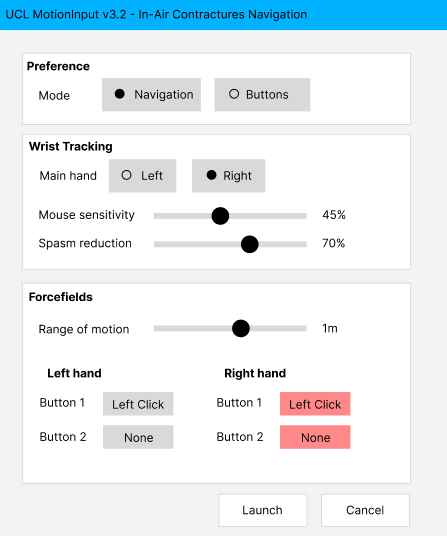 UCL MotionInput v3.2 - In-Air Contractures Navigation
Preference
Mode Navigation Buttons
Wrist Tracking
Main hand Left Right
Mouse sensitivity 45%
Spasm reduction 70%
Forcefields
Range of motion 1m
Left hand Right hand
Button 1 Left Click Button 1 Left Click
Button 2 None Button 2 None
Launch Cancel